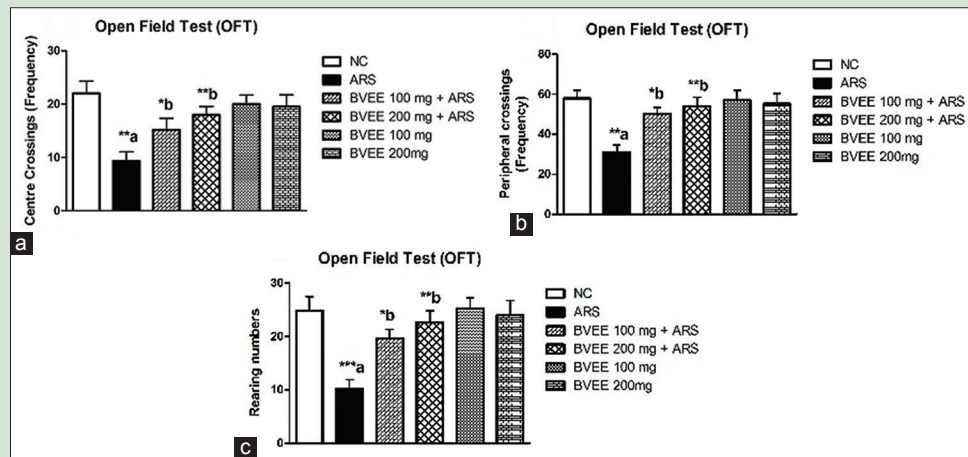 Open Field Test (OFT)
Centre Crossings (Frequency)
30
20
10
0
**a
*b
**b
NC
ARS
BVEE 100 mg + ARS
BVEE 200 mg + ARS
BVEE 100 mg
BVEE 200mg
a
Open Field Test (OFT)
Peripheral crossings
(Frequency)
80
60
40
20
0
**a
*b
**b
NC
ARS
BVEE 100 mg + ARS
BVEE 200 mg + ARS
BVEE 100 mg
BVEE 200mg
b
Open Field Test (OFT)
Rearing numbers
30
20
10
0
***a
*b
**b
NC
ARS
BVEE 100 mg + ARS
BVEE 200 mg + ARS
BVEE 100 mg
BVEE 200mg
c